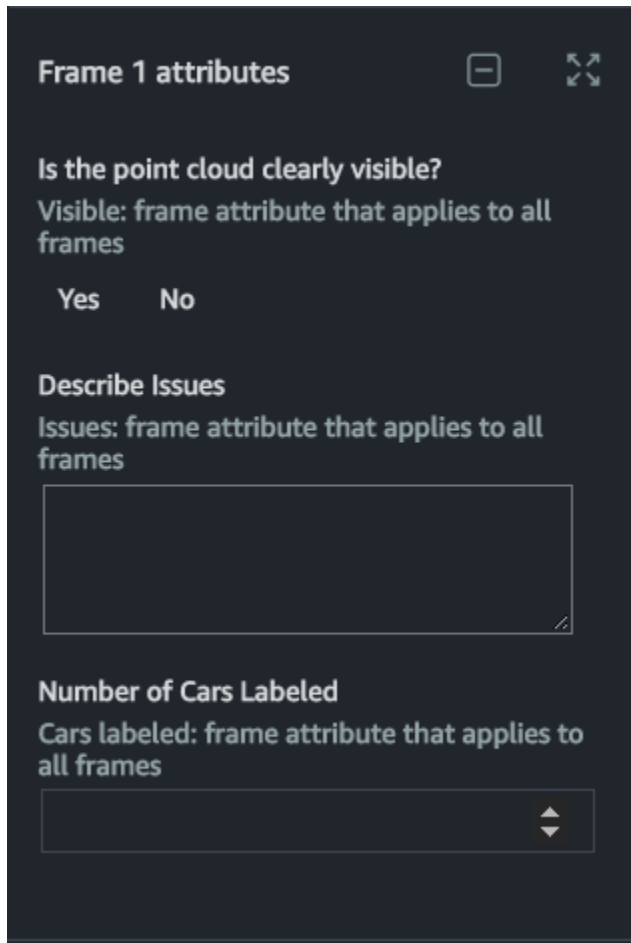 Frame 1 attributes
Is the point cloud clearly visible?
Visible: frame attribute that applies to all
frames
Yes No
Describe Issues
Issues: frame attribute that applies to all
frames
Number of Cars Labeled
Cars labeled: frame attribute that applies to
all frames